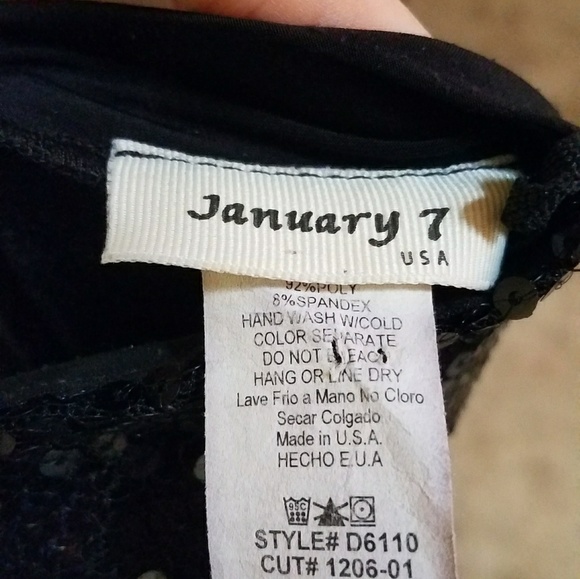 January 7
USA
92%POLY
8%SPANDEX
HAND WASH W/COLD
COLOR SEPARATE
DO NOT BLEACH
HANG OR LINE DRY
Lave Frio a Mano No Cloro
Secar Colgado
Made in U.S.A.
HECHO E.U.A
95C
STYLE# D6110
CUT# 1206-01